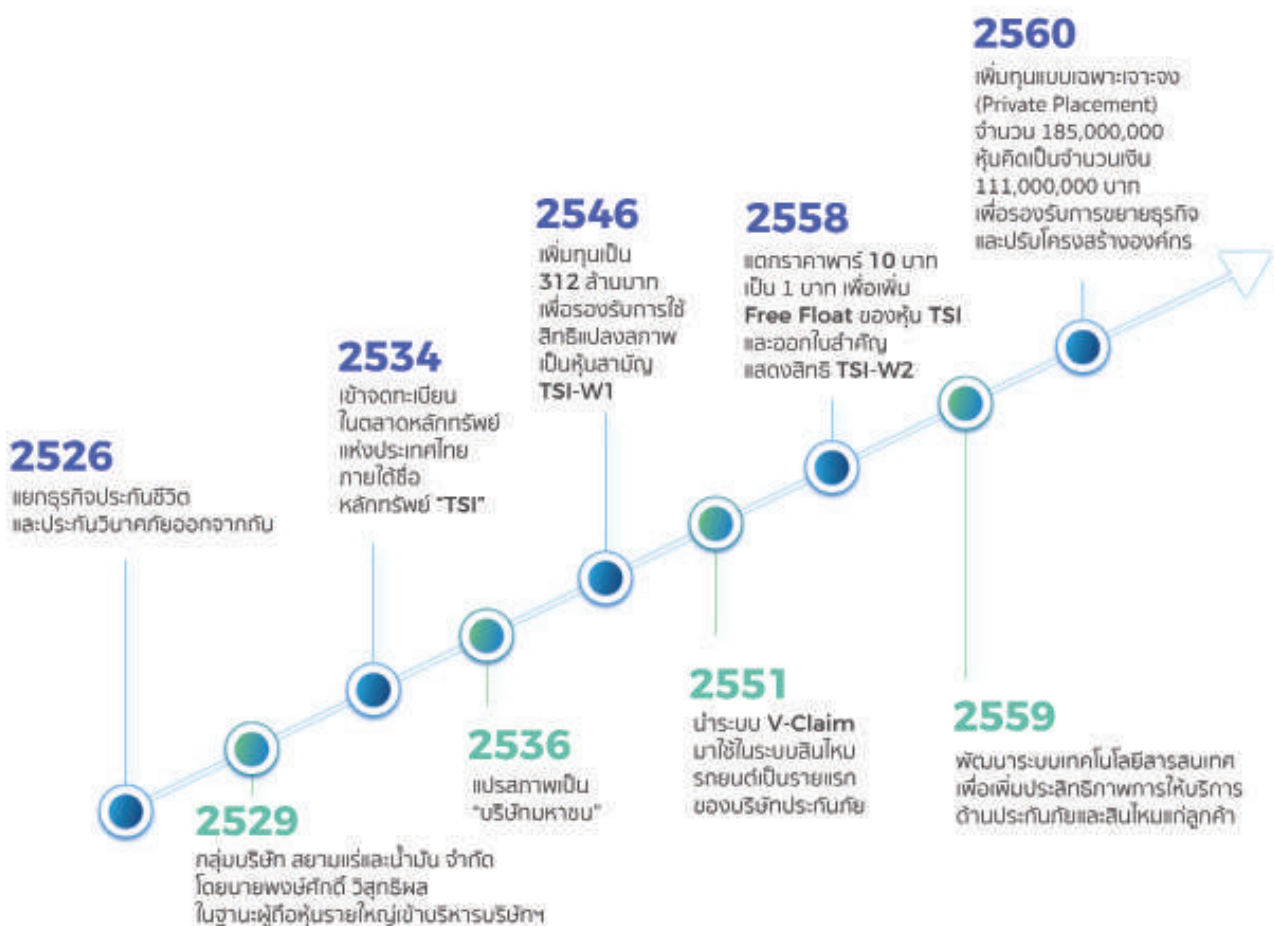 2526
แยกธุรกิจประกันชีวิต
และประกันวินาศภัยออกจากกัน
2529
กลุ่มบริษัท สยามแร่และน้ำมัน จำกัด
โดยนายพงษ์ศักดิ์ วิสุทธิผล
ในฐานะผู้ถือหุ้นรายใหญ่เข้าบริหารบริษัทฯ
2534
เข้าจดทะเบียน
ในตลาดหลักทรัพย์
แห่งประเทศไทย
ภายใต้ชื่อ
หลักทรัพย์ "TSI"
2536
แปรสภาพเป็น
"บริษัทมหาชน"
2546
เพิ่มทุนเป็น
312 ล้านบาท
เพื่อรองรับการใช้
สิทธิแปลงสภาพ
เป็นหุ้นสามัญ
TSI-W1
2551
นำระบบ V-Claim
มาใช้ในระบบสินไหม
รถยนต์เป็นรายแรก
ของบริษัทประกันภัย
2558
แตกราคาพาร์ 10 บาท
เป็น 1 บาท เพื่อเพิ่ม
Free Float ของหุ้น TSI
และออกใบสำคัญ
แสดงสิทธิ TSI-W2
2559
พัฒนาระบบเทคโนโลยีสารสนเทศ
เพื่อเพิ่มประสิทธิภาพการให้บริการ
ด้านประกันภัยและสินไหมแก่ลูกค้า
2560
เพิ่มทุนแบบเฉพาะเจาะจง
(Private Placement)
จำนวน 185,000,000
หุ้นคิดเป็นจำนวนเงิน
111,000,000 บาท
เพื่อรองรับการขยายธุรกิจ
และปรับโครงสร้างองค์กร